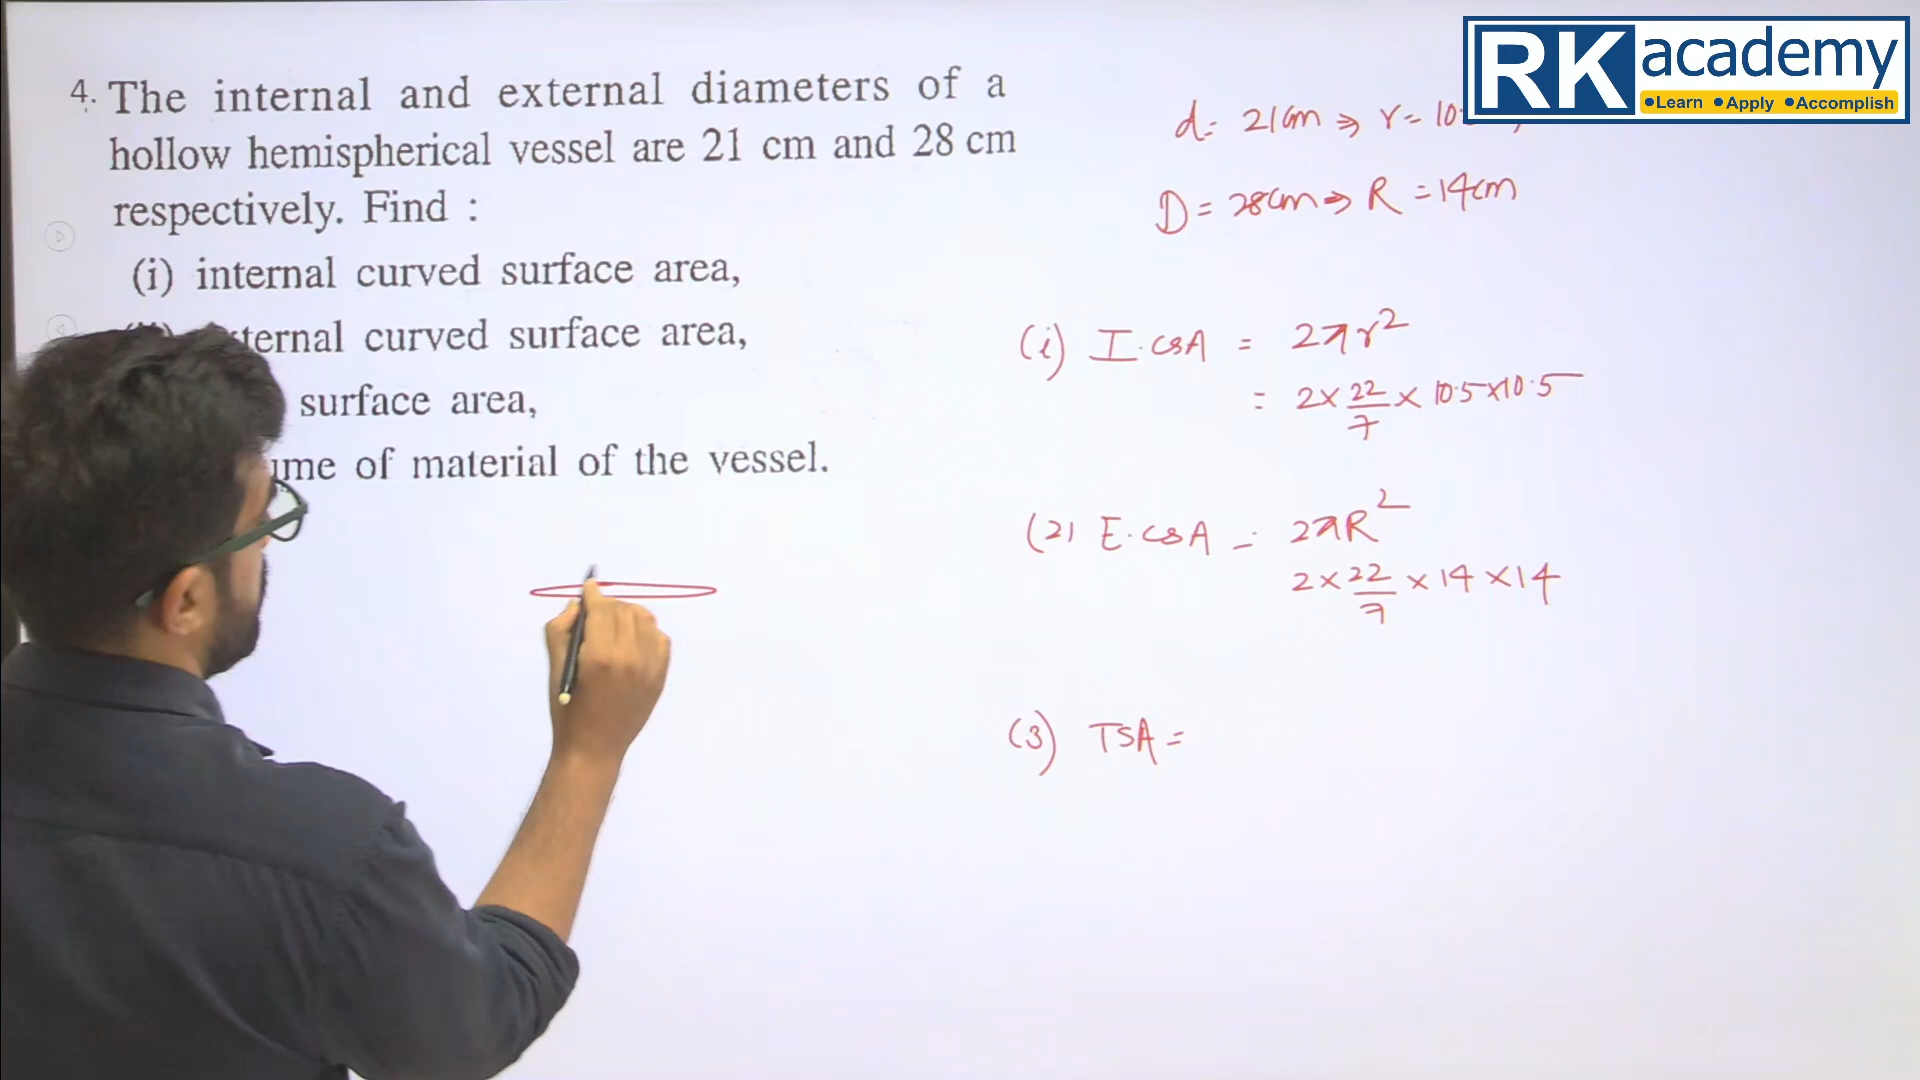 RK academy
•Learn •Apply •Accomplish
4. The internal and external diameters of a
hollow hemispherical vessel are 21 cm and 28 cm
respectively. Find :
(i) internal curved surface area,
curved surface area,
surface area,
of material of the vessel.
d= 21cm ⇒ r= 10.
D = 28cm ⇒ R = 14cm
(i) I.CSA = 2πr²
= 2 × 22/7 × 10.5 × 10.5
(2) E.CSA = 2πR²
2 × 22/7 × 14 × 14
(3) TSA =